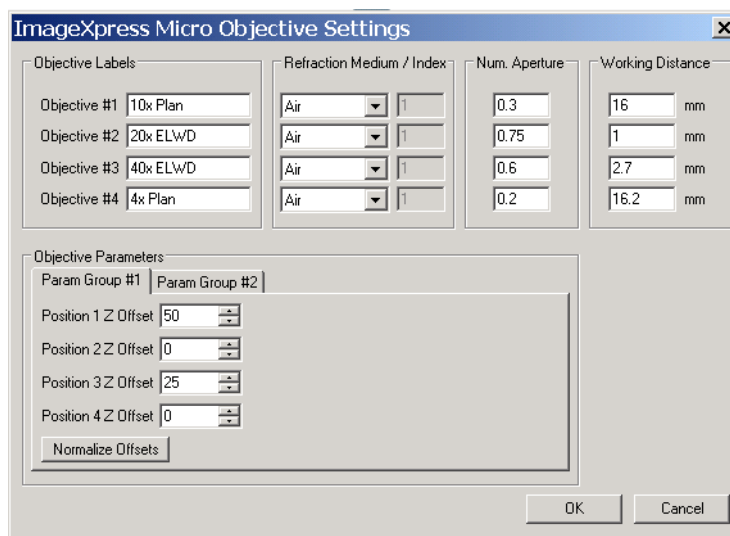 ImageXpress Micro Objective Settings
Objective Labels
Refraction Medium / Index
Num. Aperture
Working Distance
Objective #1 10x Plan Air 1 0.3 16 mm
Objective #2 20x ELWD Air 1 0.75 1 mm
Objective #3 40x ELWD Air 1 0.6 2.7 mm
Objective #4 4x Plan Air 1 0.2 16.2 mm
Objective Parameters
Param Group #1 Param Group #2
Position 1 Z Offset 50
Position 2 Z Offset 0
Position 3 Z Offset 25
Position 4 Z Offset 0
Normalize Offsets
OK Cancel